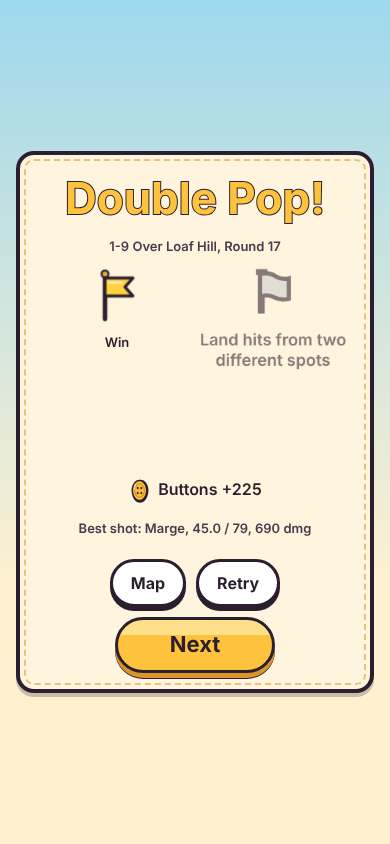 Double Pop!
1-9 Over Loaf Hill, Round 17
Win
Land hits from two
different spots
Buttons +225
Best shot: Marge, 45.0 / 79, 690 dmg
Map
Retry
Next